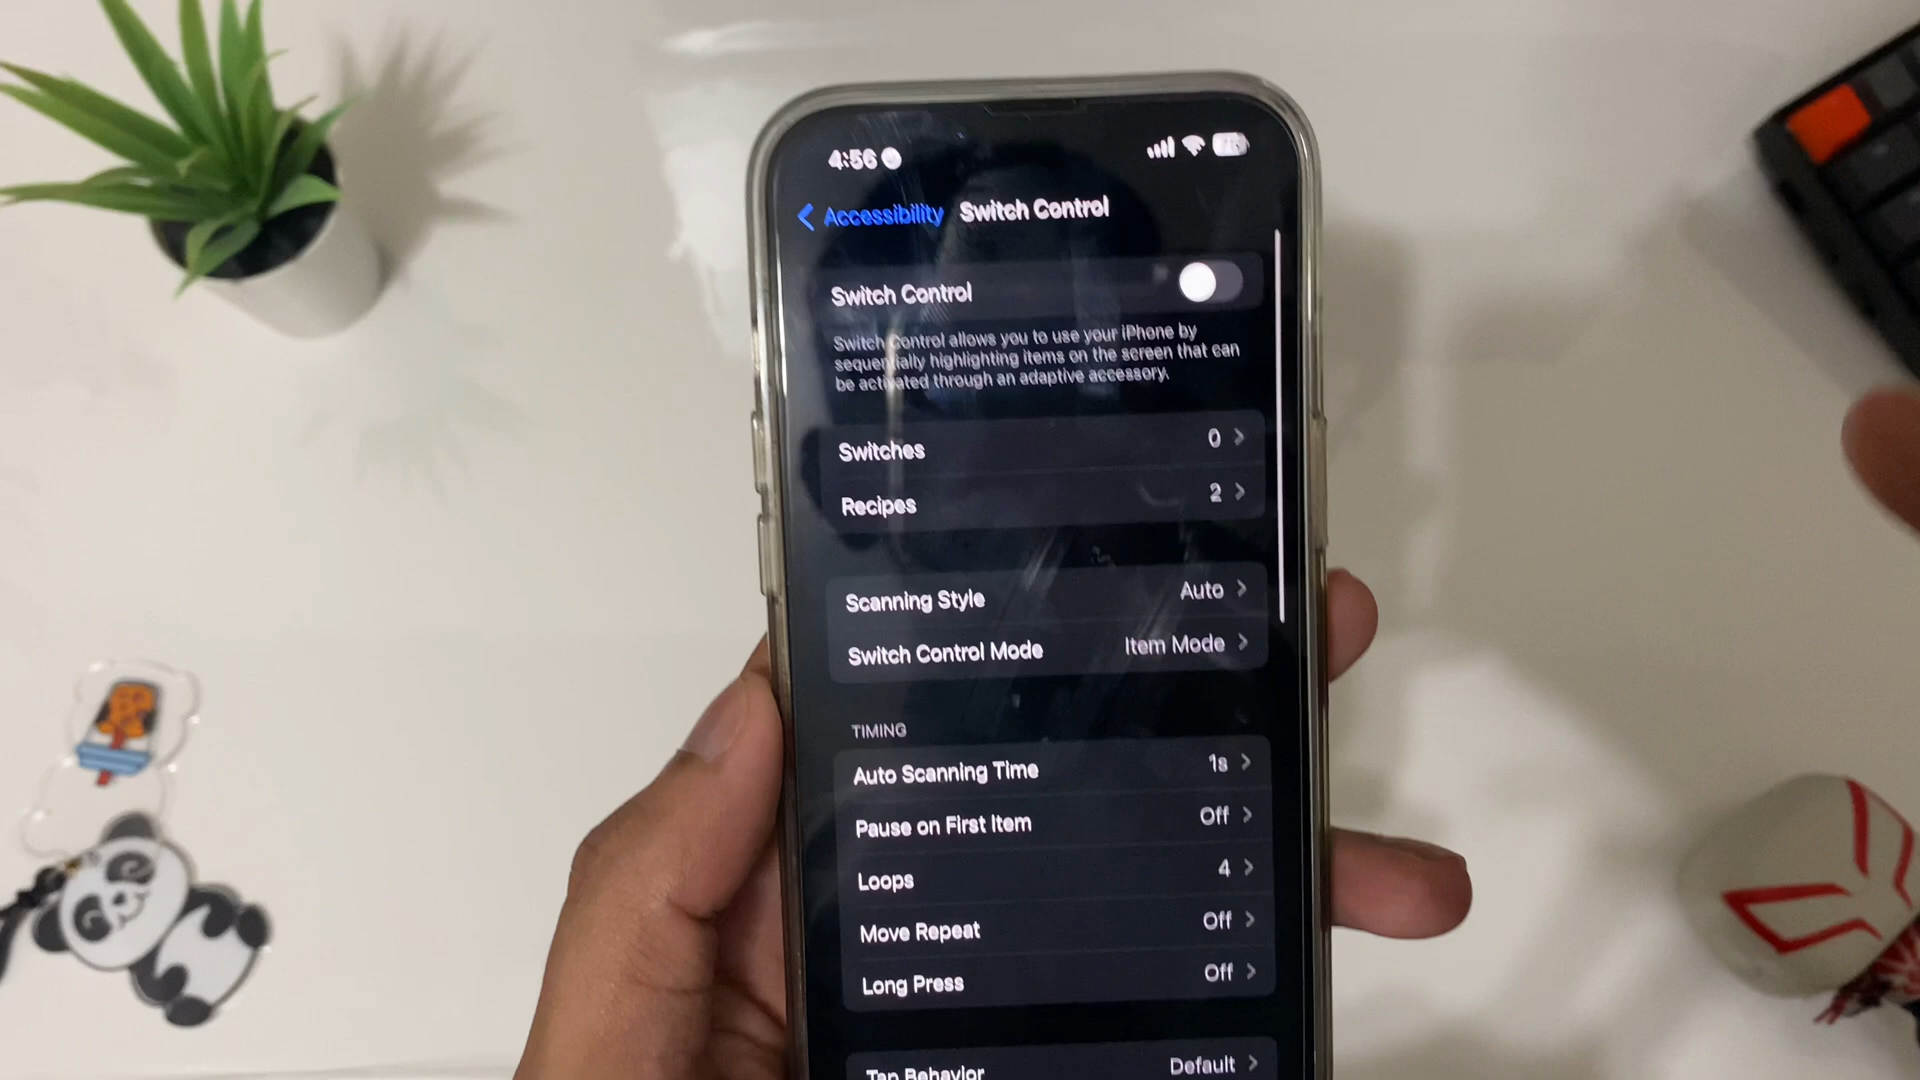 4:56
Accessibility Switch Control
Switch Control
Switch Control allows you to use your iPhone by
sequentially highlighting items on the screen that can
be activated through an adaptive accessory.
Switches 0
Recipes 2
Scanning Style Auto
Switch Control Mode Item Mode
TIMING
Auto Scanning Time 1s
Pause on First Item Off
Loops 4
Move Repeat Off
Long Press Off
Tap Behavior Default